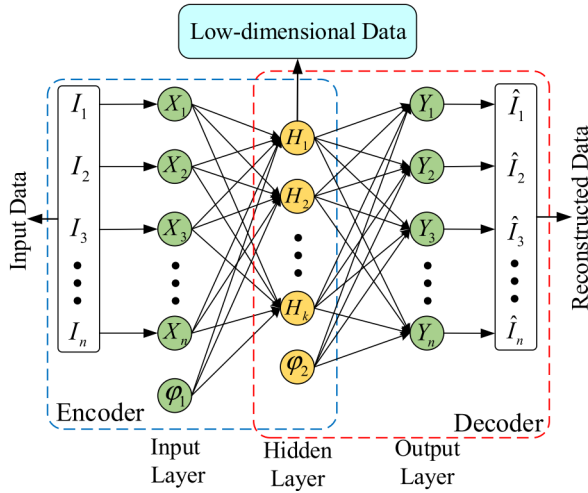 Low-dimensional Data
I₁ X₁ H₁ Y₁ Î₁
I₂ X₂ H₂ Y₂ Î₂
I₃ X₃ Y₃ Î₃
Iₙ Xₙ Hₖ Yₙ Îₙ
φ₁ φ₂
Input Data
Reconstructed Data
Encoder
Decoder
Input
Layer
Hidden
Layer
Output
Layer